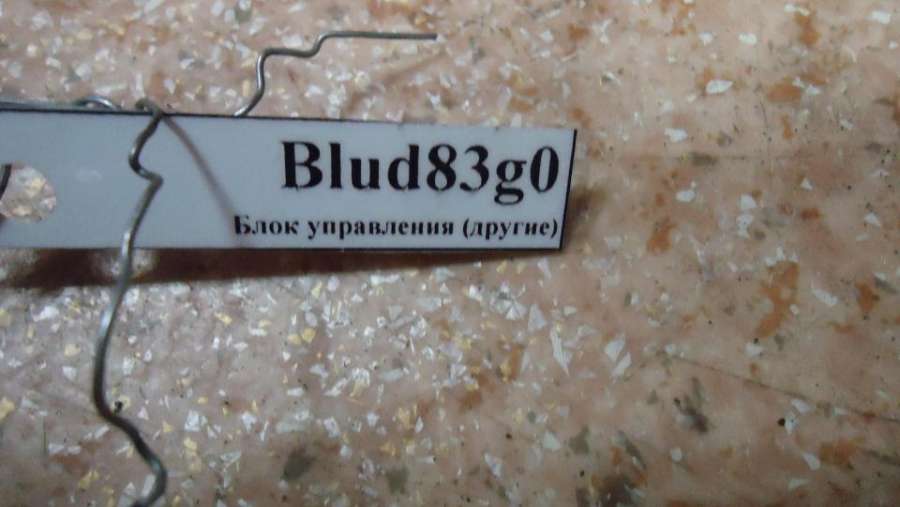 Blud83g0
Блок управления (другие)